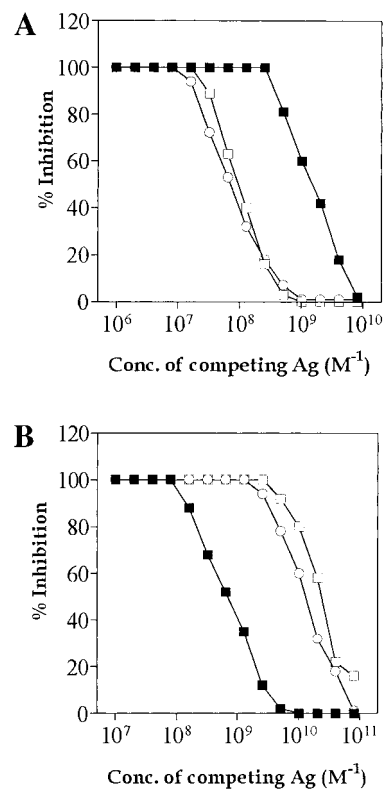 A
120
100
80
60
40
20
0
% Inhibition
10^6 10^7 10^8 10^9 10^10
Conc. of competing Ag (M^-1)
B
120
100
80
60
40
20
0
% Inhibition
10^7 10^8 10^9 10^10 10^11
Conc. of competing Ag (M^-1)